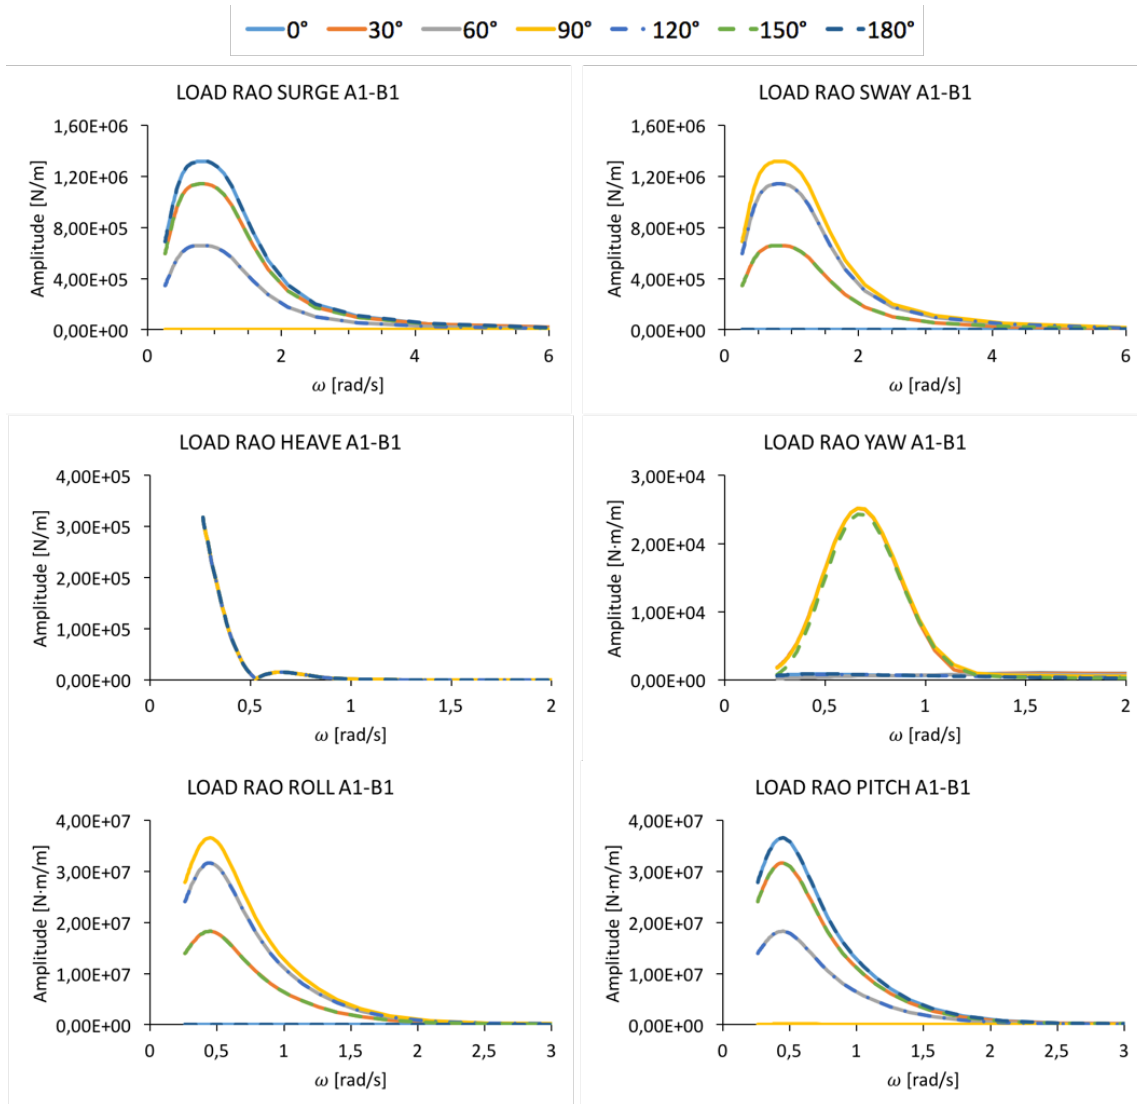 0° 30° 60° 90° 120° 150° 180°
LOAD RAO SURGE A1-B1
Amplitude [N/m]
1,60E+06
1,20E+06
8,00E+05
4,00E+05
0,00E+00
0 2 4 6
ω [rad/s]
LOAD RAO SWAY A1-B1
Amplitude [N/m]
1,60E+06
1,20E+06
8,00E+05
4,00E+05
0,00E+00
0 2 4 6
ω [rad/s]
LOAD RAO HEAVE A1-B1
Amplitude [N/m]
4,00E+05
3,00E+05
2,00E+05
1,00E+05
0,00E+00
0 0,5 1 1,5 2
ω [rad/s]
LOAD RAO YAW A1-B1
Amplitude [N·m/m]
3,00E+04
2,00E+04
1,00E+04
0,00E+00
0 0,5 1 1,5 2
ω [rad/s]
LOAD RAO ROLL A1-B1
Amplitude [N·m/m]
4,00E+07
3,00E+07
2,00E+07
1,00E+07
0,00E+00
0 0,5 1 1,5 2 2,5 3
ω [rad/s]
LOAD RAO PITCH A1-B1
Amplitude [N·m/m]
4,00E+07
3,00E+07
2,00E+07
1,00E+07
0,00E+00
0 0,5 1 1,5 2 2,5 3
ω [rad/s]